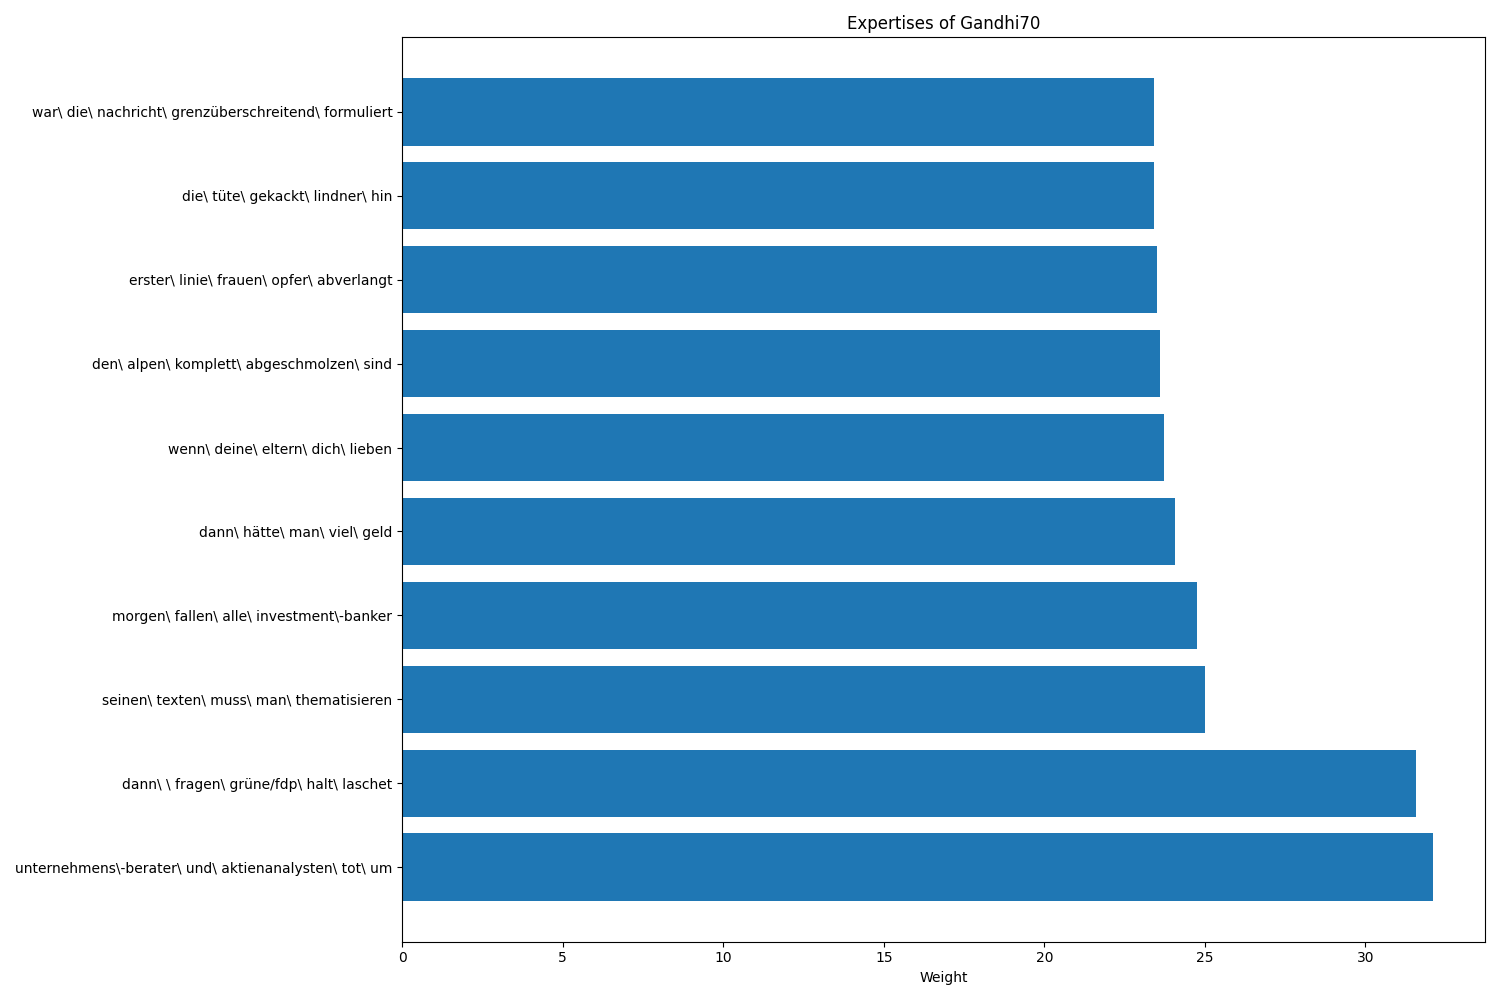 Expertises of Gandhi70
war\ die\ nachricht\ grenzüberschreitend\ formuliert
die\ tüte\ gekackt\ lindner\ hin
erster\ linie\ frauen\ opfer\ abverlangt
den\ alpen\ komplett\ abgeschmolzen\ sind
wenn\ deine\ eltern\ dich\ lieben
dann\ hätte\ man\ viel\ geld
morgen\ fallen\ alle\ investment\-banker
seinen\ texten\ muss\ man\ thematisieren
dann\ \ fragen\ grüne/fdp\ halt\ laschet
unternehmens\-berater\ und\ aktienanalysten\ tot\ um
0 5 10 15 20 25 30
Weight